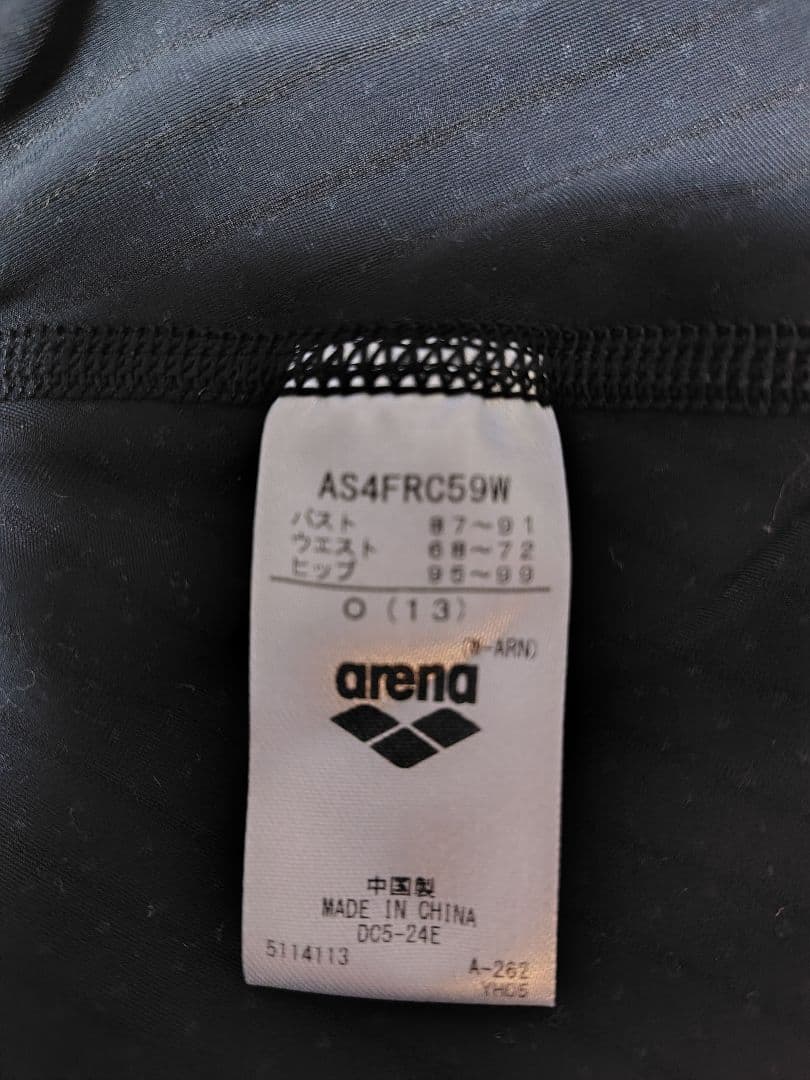 AS4FRC59W
バスト 87～91
ウエスト 68～72
ヒップ 95～99
O (13)
(W-ARN)
arena
中国製
MADE IN CHINA
DC5-24E
5114113 A-262
YH05